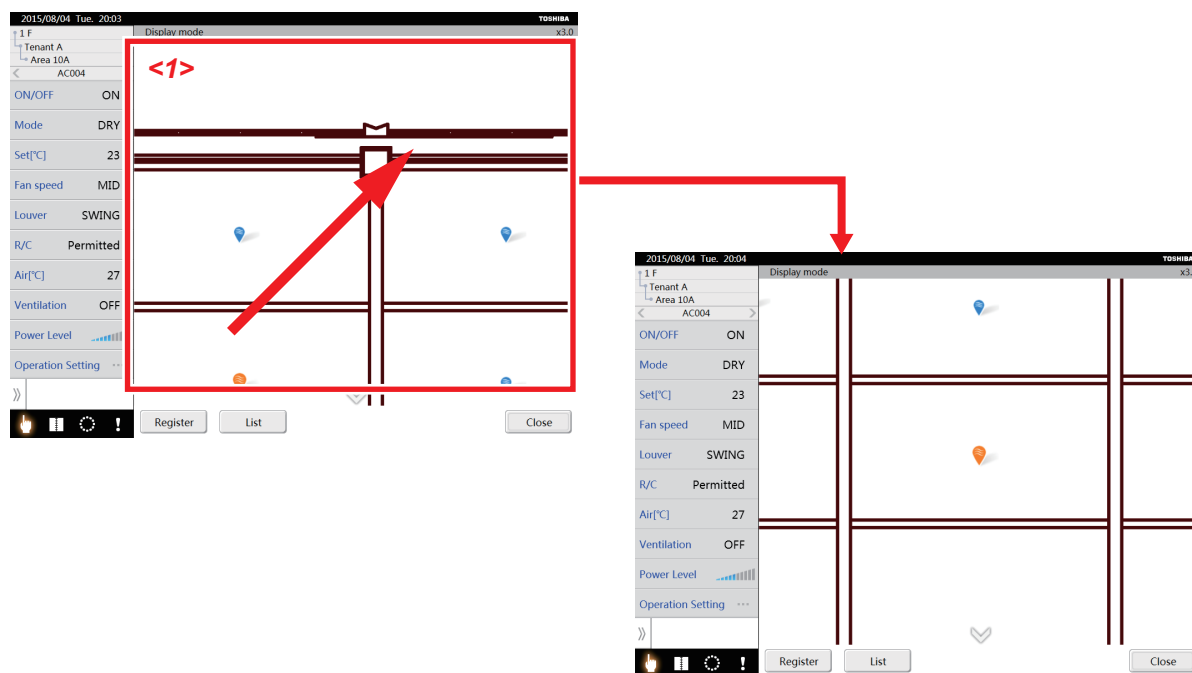 2015/08/04 Tue. 20:03
TOSHIBA
1 F
Tenant A
Area 10A
AC004
Display mode
x3.0
<1>
ON/OFF ON
Mode DRY
Set[℃] 23
Fan speed MID
Louver SWING
R/C Permitted
Air[℃] 27
Ventilation OFF
Power Level
Operation Setting ...
Register
List
Close
2015/08/04 Tue. 20:04
TOSHIBA
1 F
Tenant A
Area 10A
AC004
Display mode
x3.
ON/OFF ON
Mode DRY
Set[℃] 23
Fan speed MID
Louver SWING
R/C Permitted
Air[℃] 27
Ventilation OFF
Power Level
Operation Setting ...
Register
List
Close